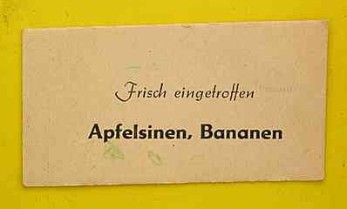 Frisch eingetroffen
Apfelsinen, Bananen